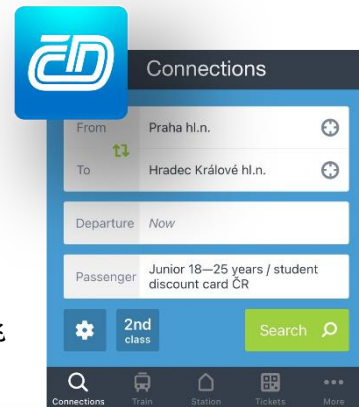 ČD
Connections
From Praha hl.n.
To Hradec Králové hl.n.
Departure Now
Passenger Junior 18—25 years / student
discount card ČR
2nd
class
Search
Connections Train Station Tickets More